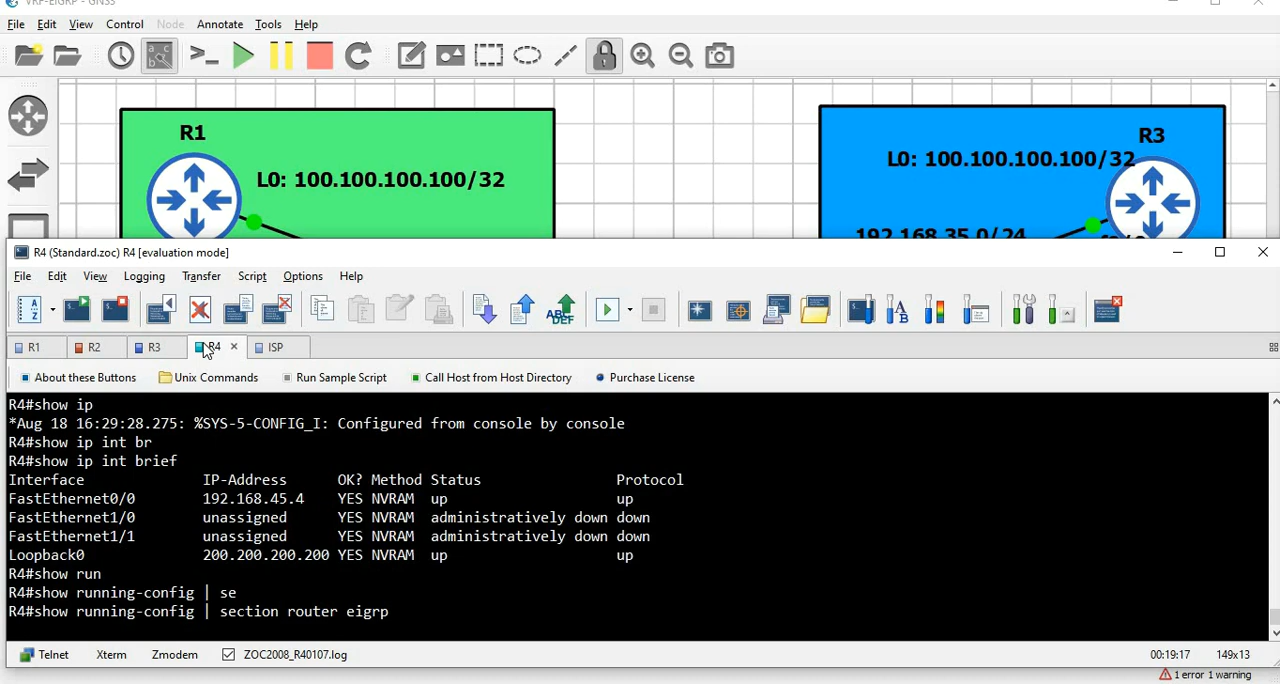 VRF-EIGRP - GNS3
File Edit View Control Node Annotate Tools Help
R1
L0: 100.100.100.100/32
R3
L0: 100.100.100.100/32
192.168.35.0/24
R4 (Standard.zoc) R4 [evaluation mode]
File Edit View Logging Transfer Script Options Help
R1 R2 R3 R4 ISP
About these Buttons Unix Commands Run Sample Script Call Host from Host Directory Purchase License
R4#show ip
*Aug 18 16:29:28.275: %SYS-5-CONFIG_I: Configured from console by console
R4#show ip int br
R4#show ip int brief
Interface IP-Address OK? Method Status Protocol
FastEthernet0/0 192.168.45.4 YES NVRAM up up
FastEthernet1/0 unassigned YES NVRAM administratively down down
FastEthernet1/1 unassigned YES NVRAM administratively down down
Loopback0 200.200.200.200 YES NVRAM up up
R4#show run
R4#show running-config | se
R4#show running-config | section router eigrp
Telnet Xterm Zmodem ZOC2008_R40107.log 00:19:17 149x13
1 error 1 warning